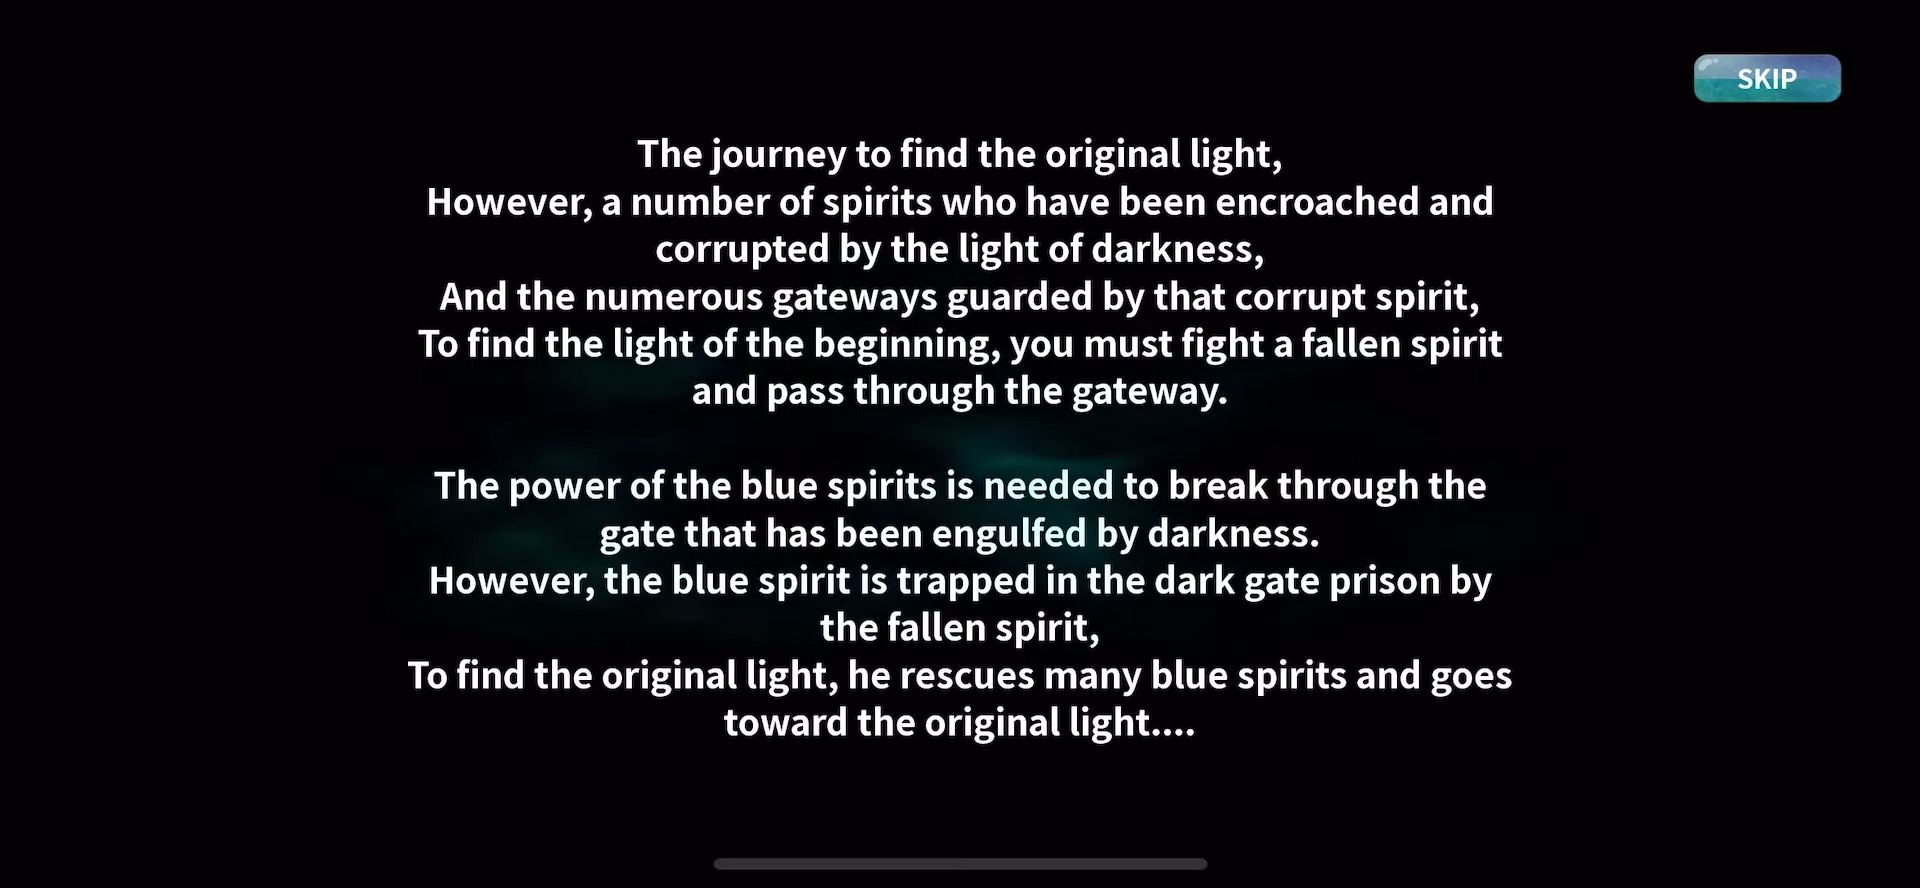 SKIP
The journey to find the original light,
However, a number of spirits who have been encroached and
corrupted by the light of darkness,
And the numerous gateways guarded by that corrupt spirit,
To find the light of the beginning, you must fight a fallen spirit
and pass through the gateway.
The power of the blue spirits is needed to break through the
gate that has been engulfed by darkness.
However, the blue spirit is trapped in the dark gate prison by
the fallen spirit,
To find the original light, he rescues many blue spirits and goes
toward the original light....